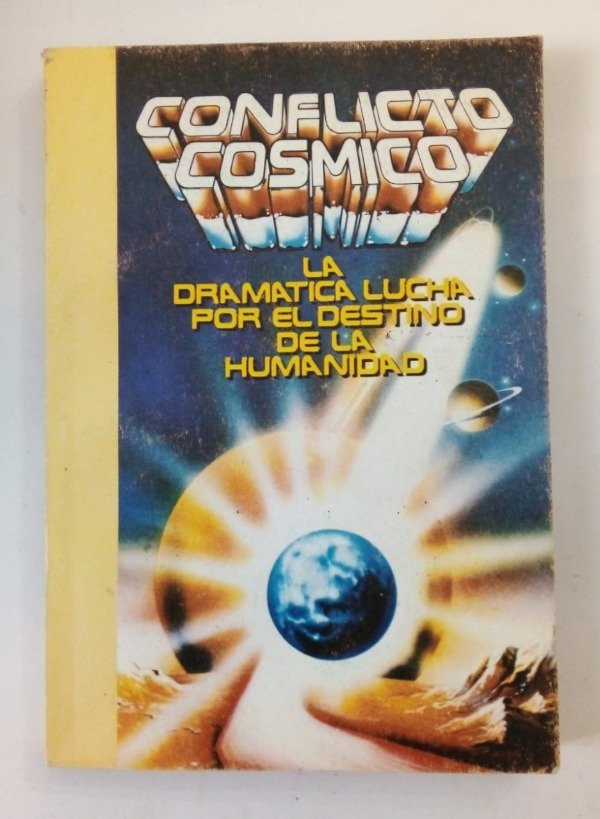 CONFLICTO
COSMICO
LA
DRAMATICA LUCHA
POR EL DESTINO
DE LA
HUMANIDAD